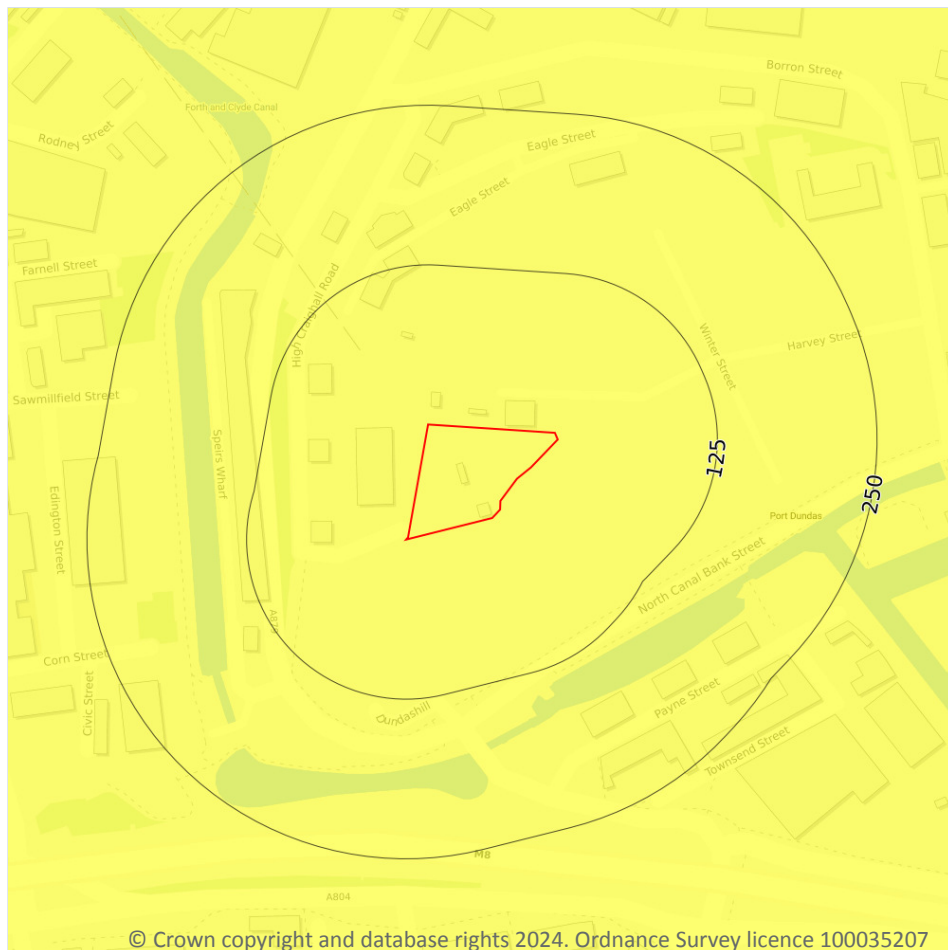 Borron Street
Forth and Clyde Canal
Rodney Street
Eagle Street
Eagle Street
Farnell Street
High Craighall Road
Winter Street
Harvey Street
Sawmillfield Street
Speirs Wharf
125
250
Edington Street
Port Dundas
North Canal Bank Street
Corn Street
Civic Street
Payne Street
Dundashill
Townsend Street
M8
A804
© Crown copyright and database rights 2024. Ordnance Survey licence 100035207